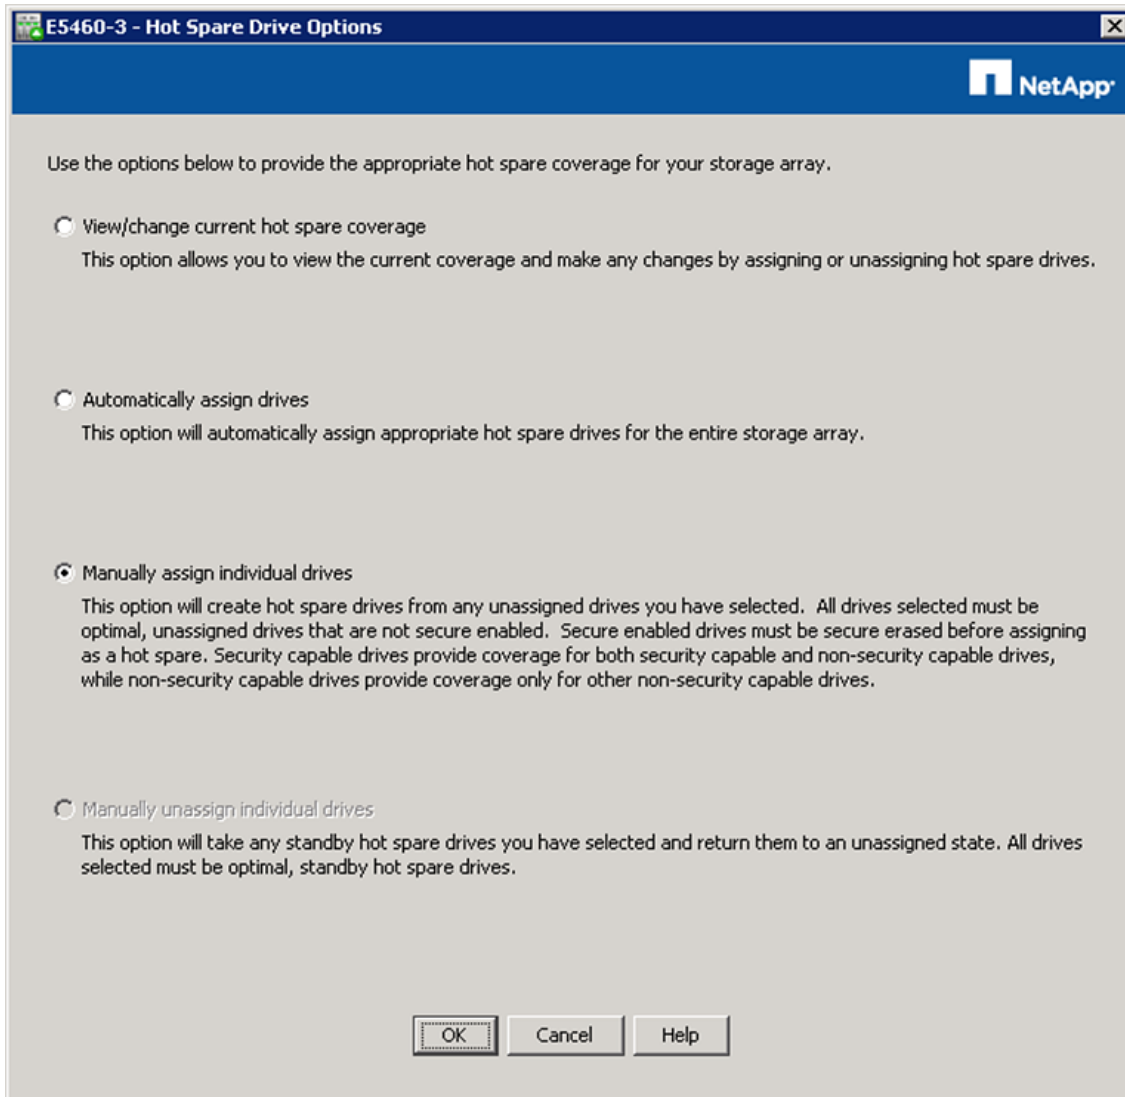 E5460-3 - Hot Spare Drive Options
NetApp
Use the options below to provide the appropriate hot spare coverage for your storage array.
View/change current hot spare coverage
This option allows you to view the current coverage and make any changes by assigning or unassigning hot spare drives.
Automatically assign drives
This option will automatically assign appropriate hot spare drives for the entire storage array.
Manually assign individual drives
This option will create hot spare drives from any unassigned drives you have selected. All drives selected must be
optimal, unassigned drives that are not secure enabled. Secure enabled drives must be secure erased before assigning
as a hot spare. Security capable drives provide coverage for both security capable and non-security capable drives,
while non-security capable drives provide coverage only for other non-security capable drives.
Manually unassign individual drives
This option will take any standby hot spare drives you have selected and return them to an unassigned state. All drives
selected must be optimal, standby hot spare drives.
OK Cancel Help